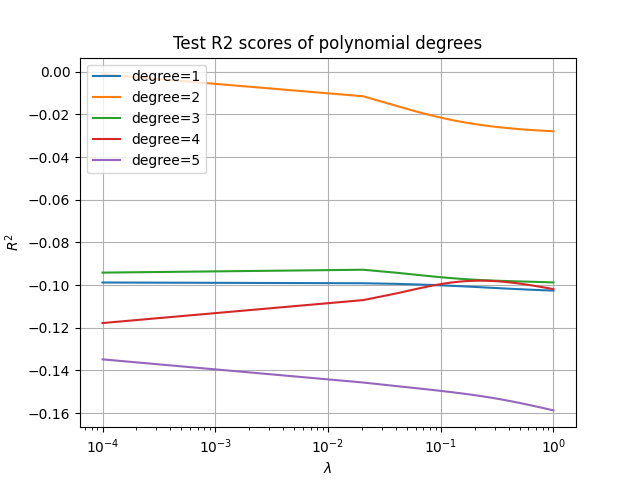 Test R2 scores of polynomial degrees
degree=1
degree=2
degree=3
degree=4
degree=5
R²
0.00
−0.02
−0.04
−0.06
−0.08
−0.10
−0.12
−0.14
−0.16
10⁻⁴ 10⁻³ 10⁻² 10⁻¹ 10⁰
λ